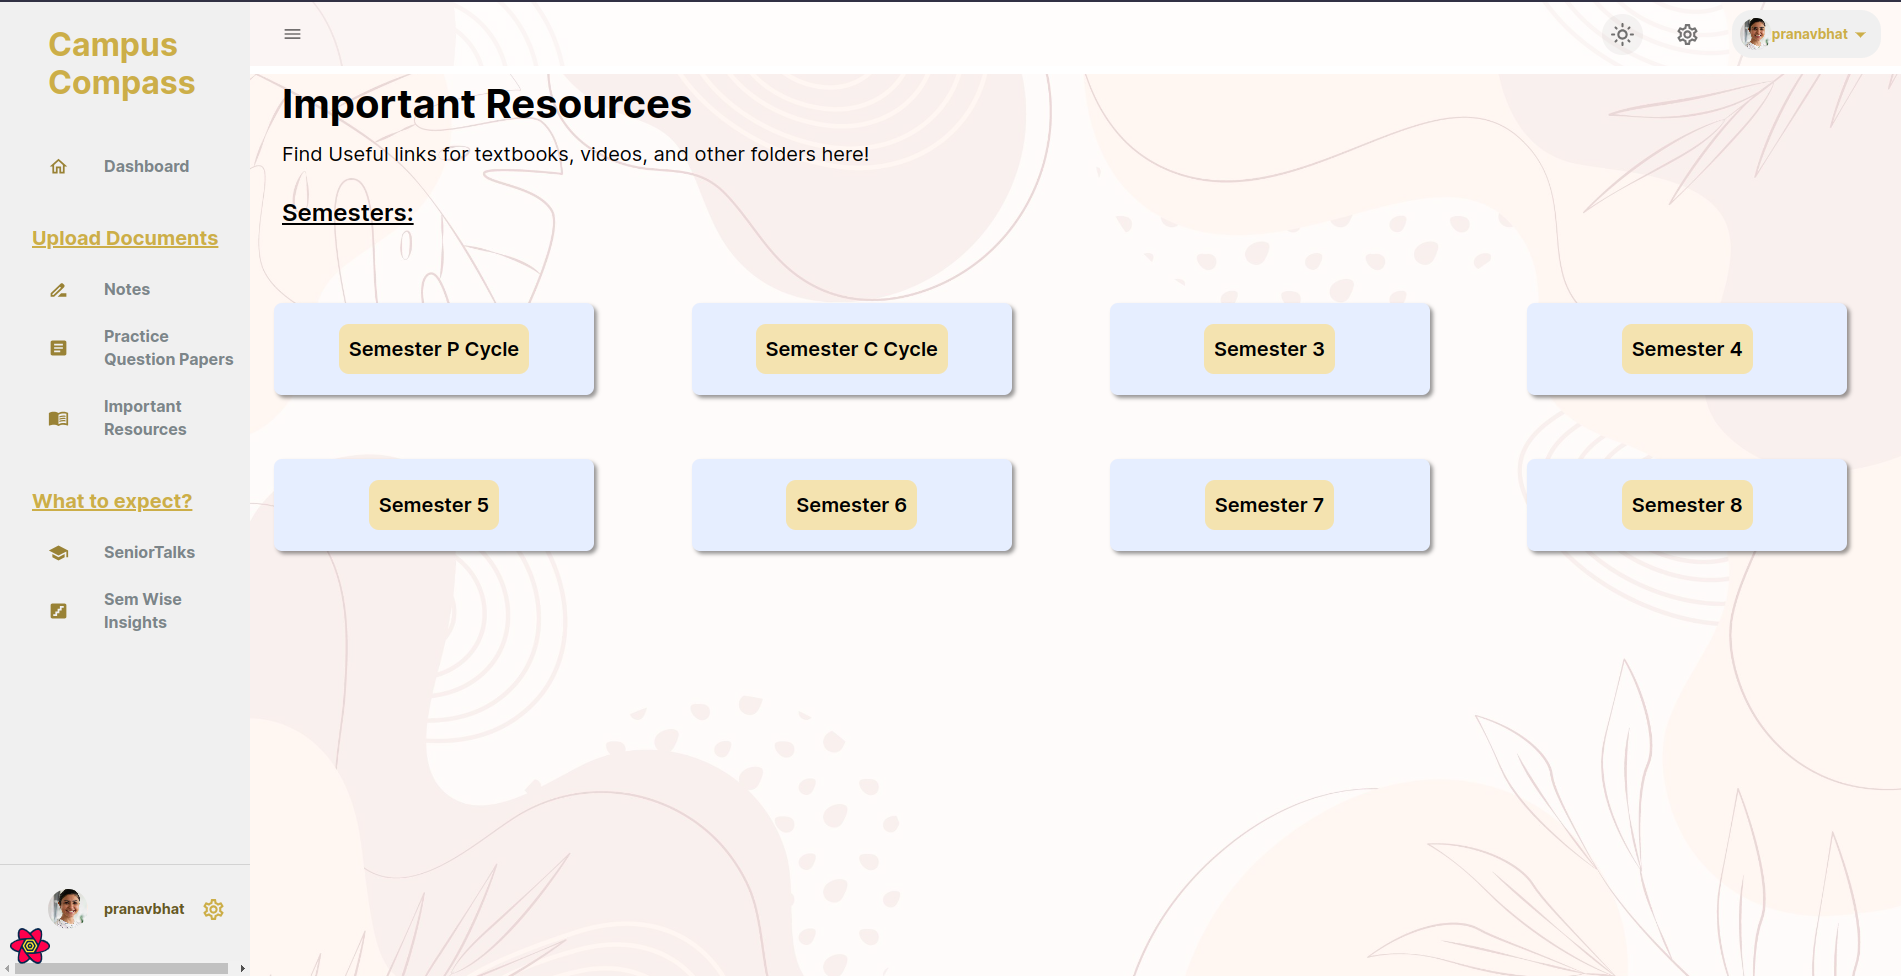 Campus
Compass
Dashboard
Upload Documents
Notes
Practice
Question Papers
Important
Resources
What to expect?
SeniorTalks
Sem Wise
Insights
pranavbhat
pranavbhat
Important Resources
Find Useful links for textbooks, videos, and other folders here!
Semesters:
Semester P Cycle
Semester C Cycle
Semester 3
Semester 4
Semester 5
Semester 6
Semester 7
Semester 8